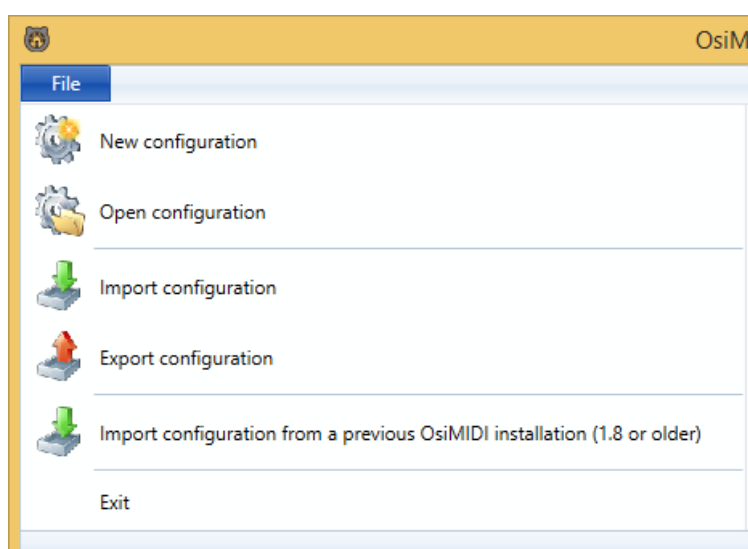 OsiM
File
New configuration
Open configuration
Import configuration
Export configuration
Import configuration from a previous OsiMIDI installation (1.8 or older)
Exit